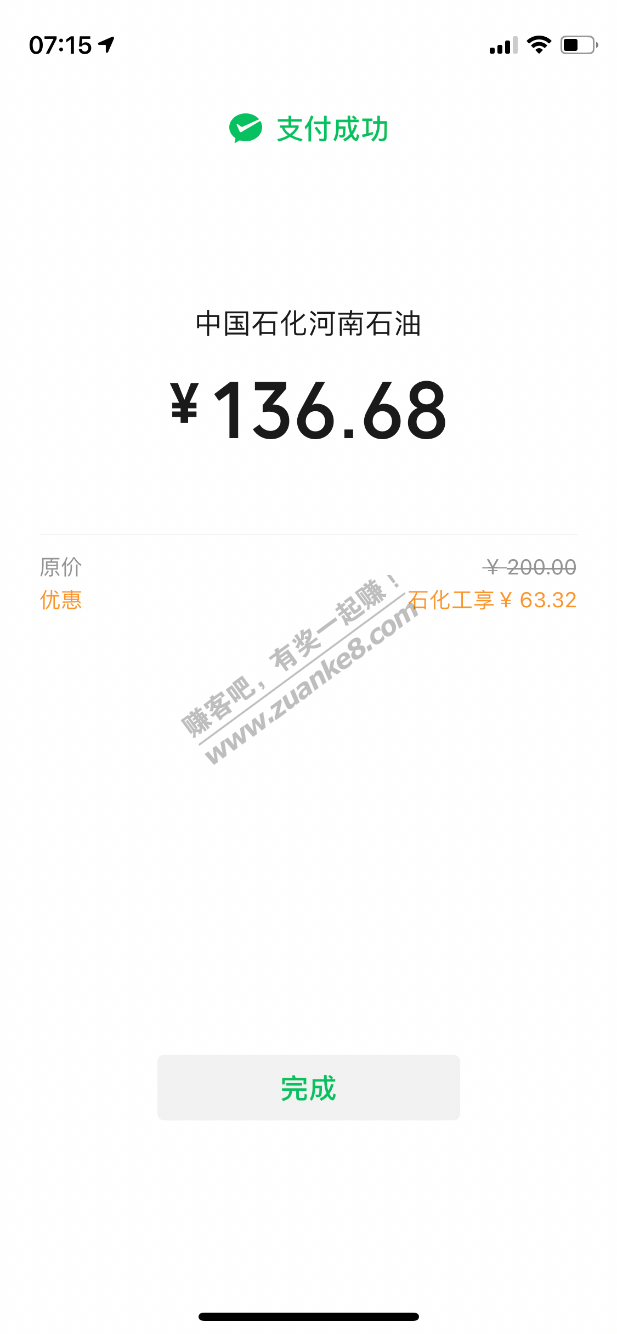 07:15
支付成功
中国石化河南石油
¥136.68
原价 ¥ 200.00
优惠 石化工享 ¥ 63.32
赚客吧，有奖一起赚！
www.zuanke8.com
完成